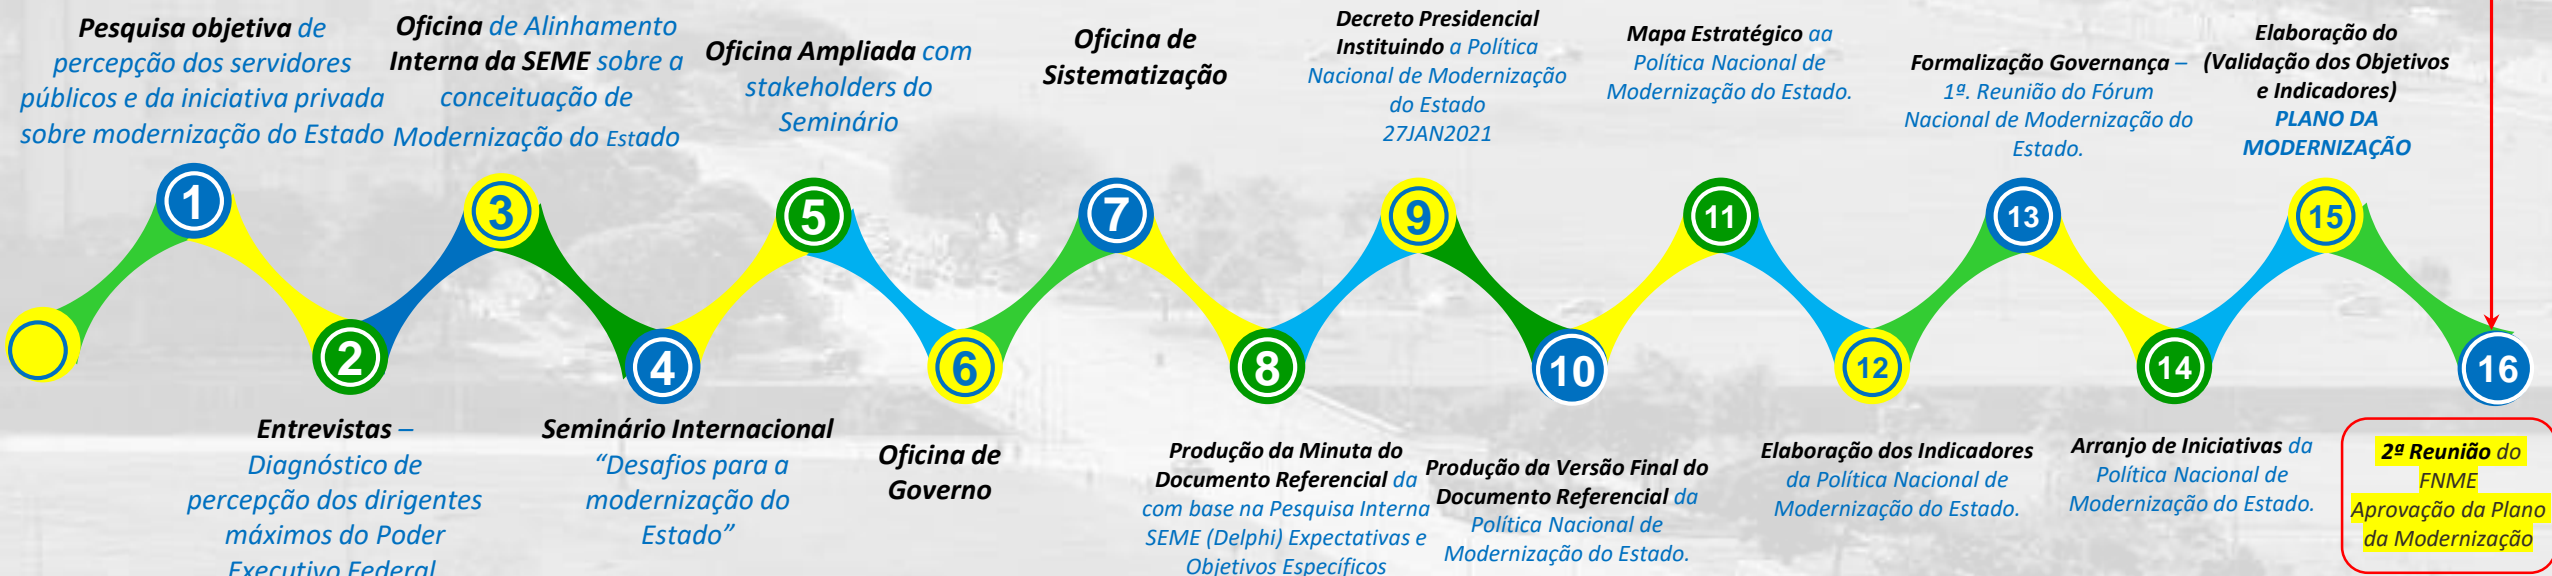 Pesquisa objetiva de
percepção dos servidores
públicos e da iniciativa privada
sobre modernização do Estado
1
Entrevistas –
Diagnóstico de
percepção dos dirigentes
máximos do Poder
Executivo Federal
2
Oficina de Alinhamento
Interna da SEME sobre a
conceituação de
Modernização do Estado
3
Seminário Internacional
“Desafios para a
modernização do
Estado”
4
Oficina Ampliada com
stakeholders do
Seminário
5
Oficina de
Governo
6
Oficina de
Sistematização
7
Produção da Minuta do
Documento Referencial da
com base na Pesquisa Interna
SEME (Delphi) Expectativas e
Objetivos Específicos
8
Decreto Presidencial
Instituindo a Política
Nacional de Modernização
do Estado
27JAN2021
9
Produção da Versão Final do
Documento Referencial da
Política Nacional de
Modernização do Estado.
10
Mapa Estratégico aa
Política Nacional de
Modernização do Estado.
11
Elaboração dos Indicadores
da Política Nacional de
Modernização do Estado.
12
Formalização Governança –
1ª. Reunião do Fórum
Nacional de Modernização do
Estado.
13
Arranjo de Iniciativas da
Política Nacional de
Modernização do Estado.
14
Elaboração do
(Validação dos Objetivos
e Indicadores)
PLANO DA
MODERNIZAÇÃO
15
2ª Reunião do
FNME
Aprovação da Plano
da Modernização
16